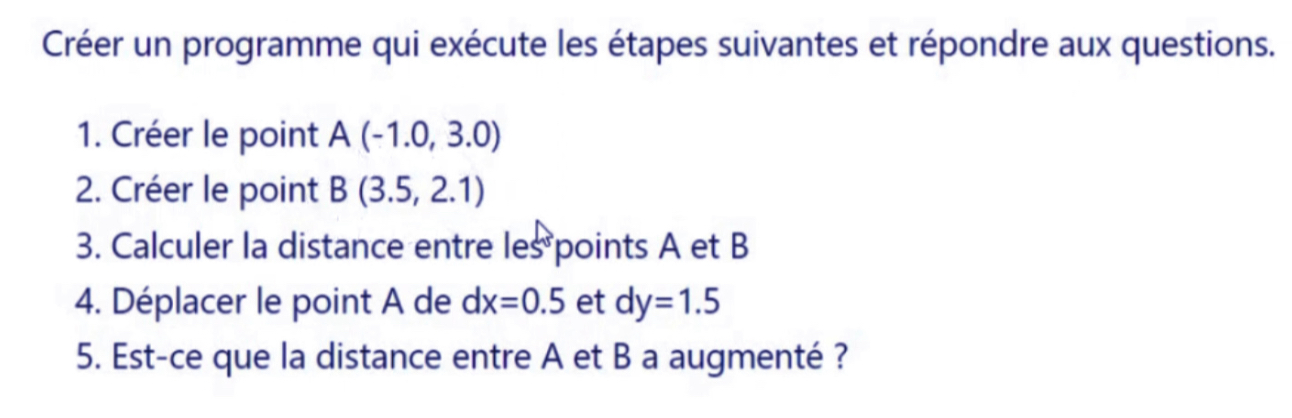 Créer un programme qui exécute les étapes suivantes et répondre aux questions.
1. Créer le point A (-1.0, 3.0)
2. Créer le point B (3.5, 2.1)
3. Calculer la distance entre les points A et B
4. Déplacer le point A de dx=0.5 et dy=1.5
5. Est-ce que la distance entre A et B a augmenté ?